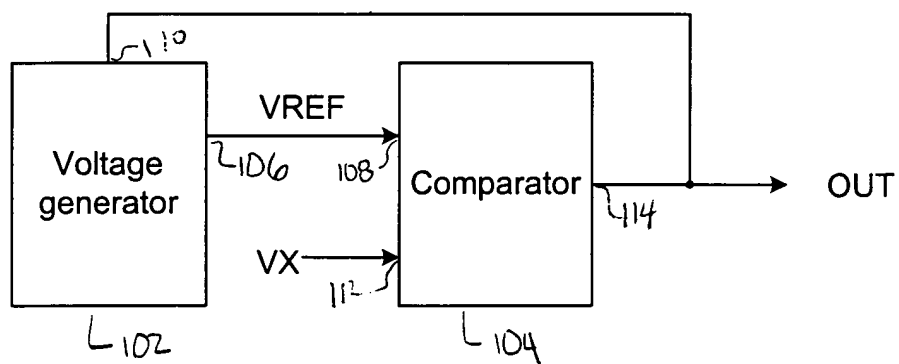 110
VREF
Voltage
generator
106
108
Comparator
OUT
114
VX
112
102
104